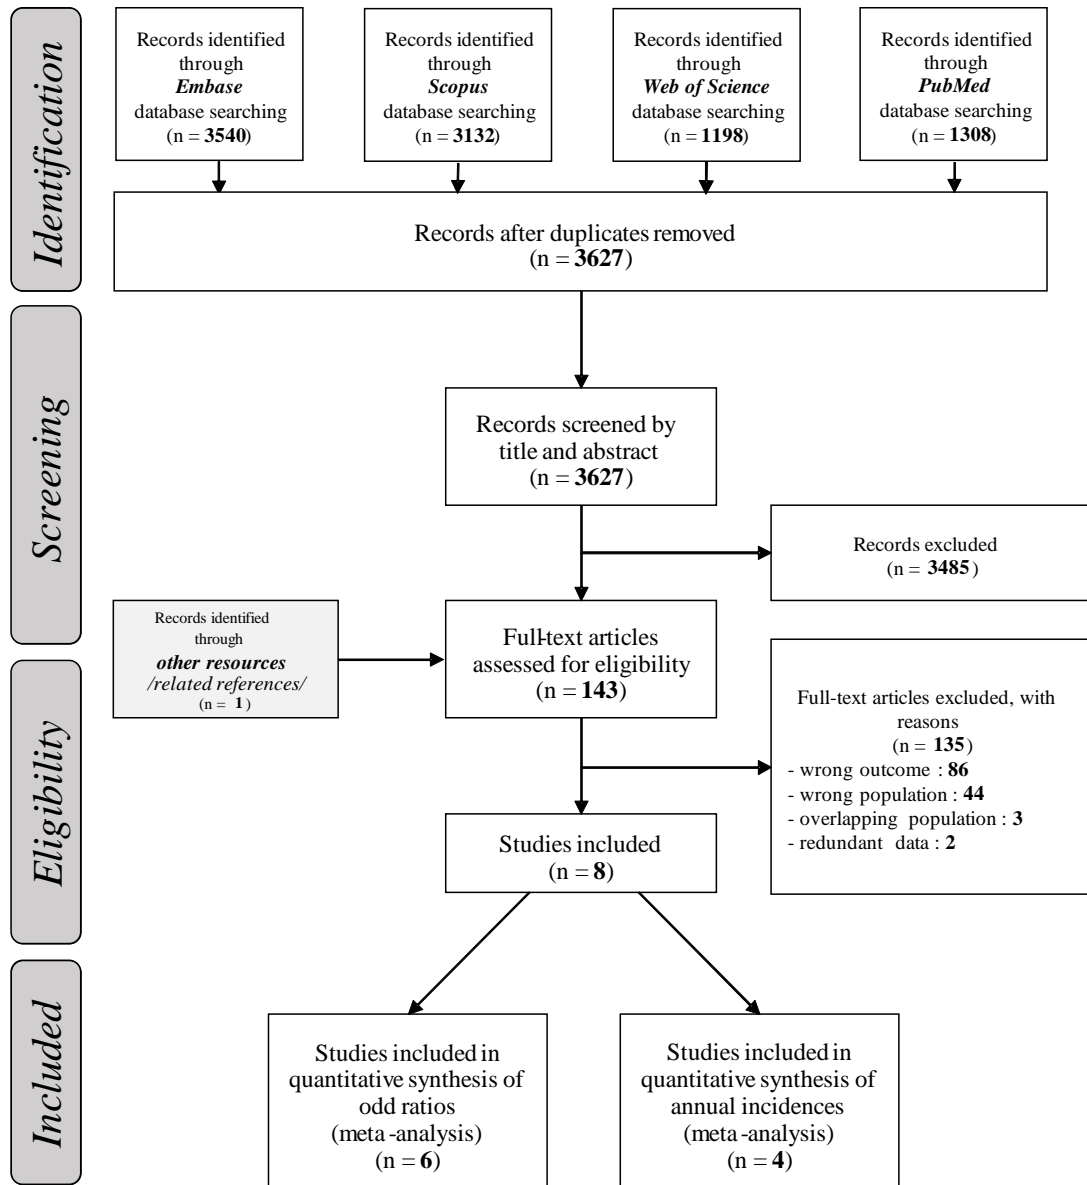 Identification
Records identified
through
Embase
database searching
(n = 3540)
Records identified
through
Scopus
database searching
(n = 3132)
Records identified
through
Web of Science
database searching
(n = 1198)
Records identified
through
PubMed
database searching
(n = 1308)
Records after duplicates removed
(n = 3627)
Screening
Records screened by
title and abstract
(n = 3627)
Records excluded
(n = 3485)
Records identified
through
other resources
/related references/
(n = 1)
Full-text articles
assessed for eligibility
(n = 143)
Eligibility
Full-text articles excluded, with
reasons
(n = 135)
- wrong outcome : 86
- wrong population : 44
- overlapping population : 3
- redundant data : 2
Studies included
(n = 8)
Included
Studies included in
quantitative synthesis of
odd ratios
(meta -analysis)
(n = 6)
Studies included in
quantitative synthesis of
annual incidences
(meta -analysis)
(n = 4)